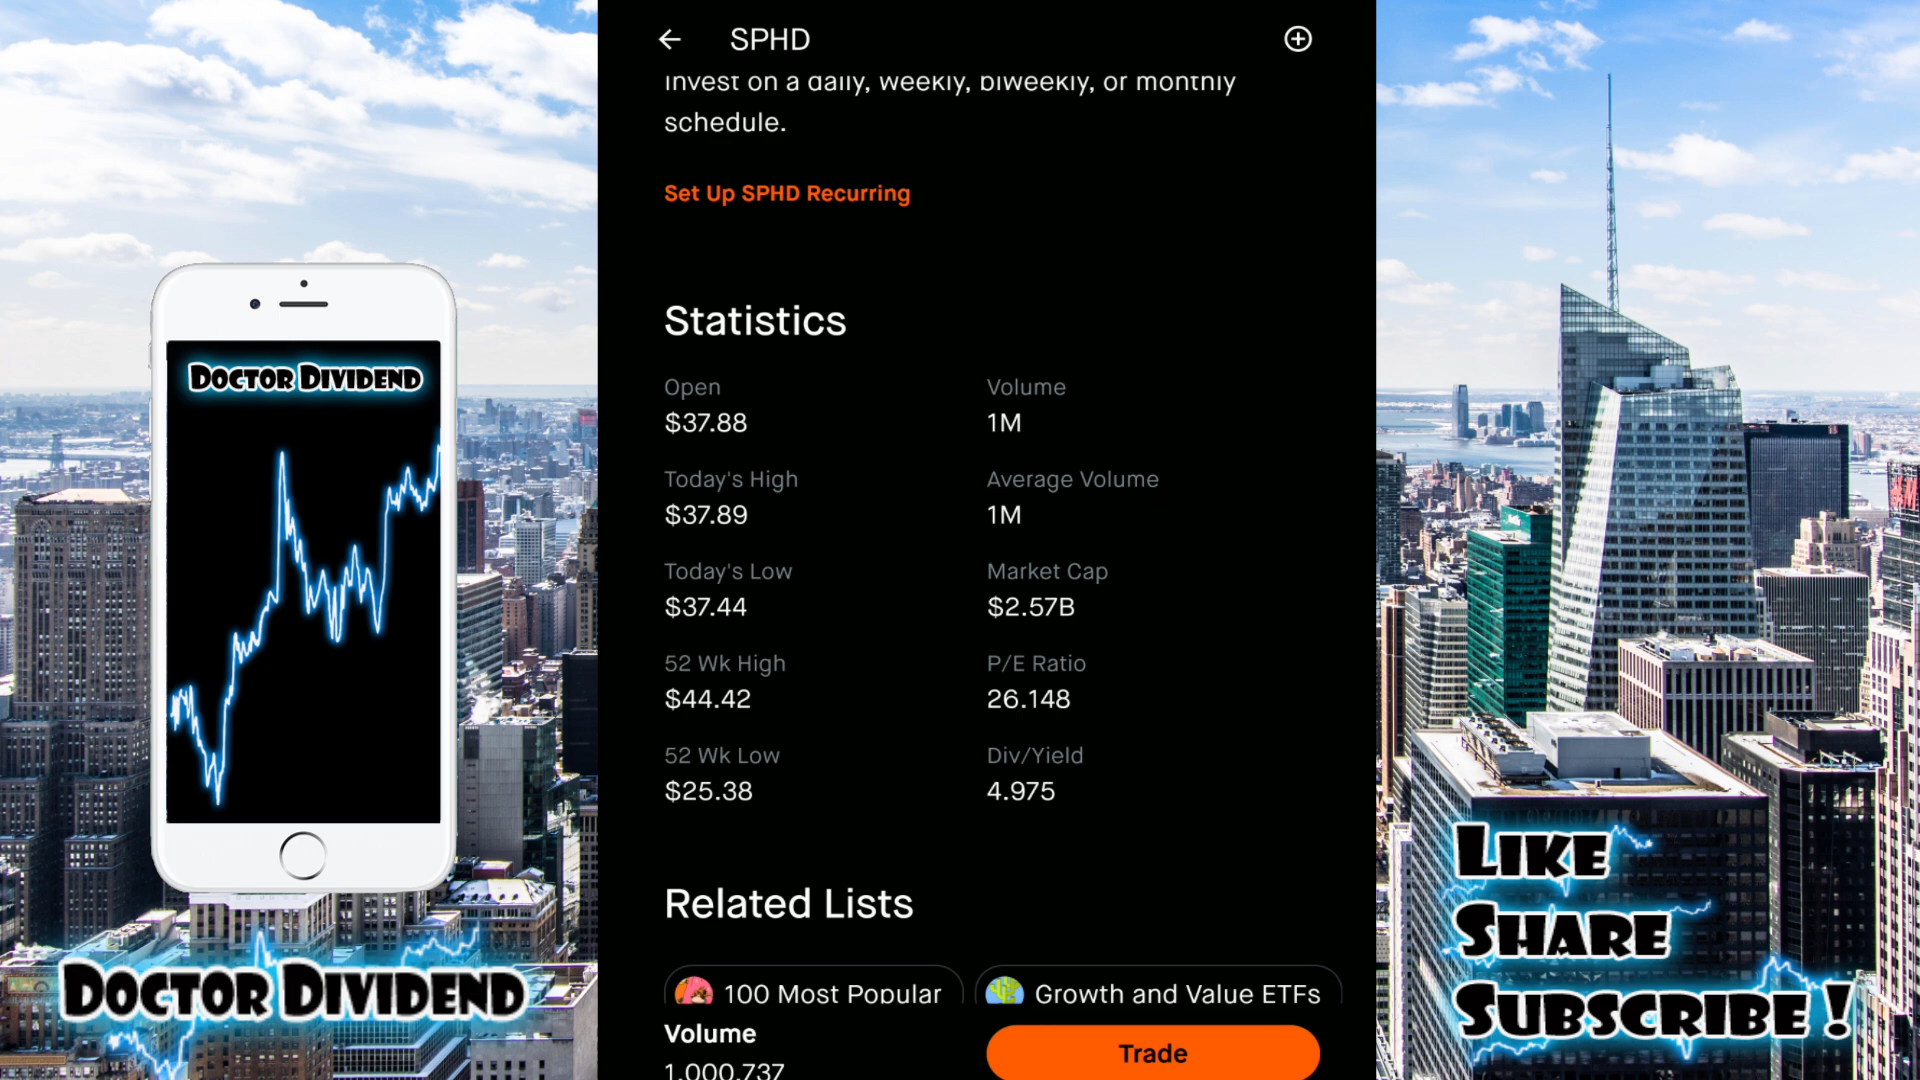 SPHD
Invest on a daily, weekly, biweekly, or monthly
schedule.
Set Up SPHD Recurring
Statistics
Open
$37.88
Volume
1M
Today's High
$37.89
Average Volume
1M
Today's Low
$37.44
Market Cap
$2.57B
52 Wk High
$44.42
P/E Ratio
26.148
52 Wk Low
$25.38
Div/Yield
4.975
Related Lists
100 Most Popular
Growth and Value ETFs
Volume
1,000,737
Trade
DOCTOR DIVIDEND
DOCTOR DIVIDEND
LIKE
SHARE
SUBSCRIBE !